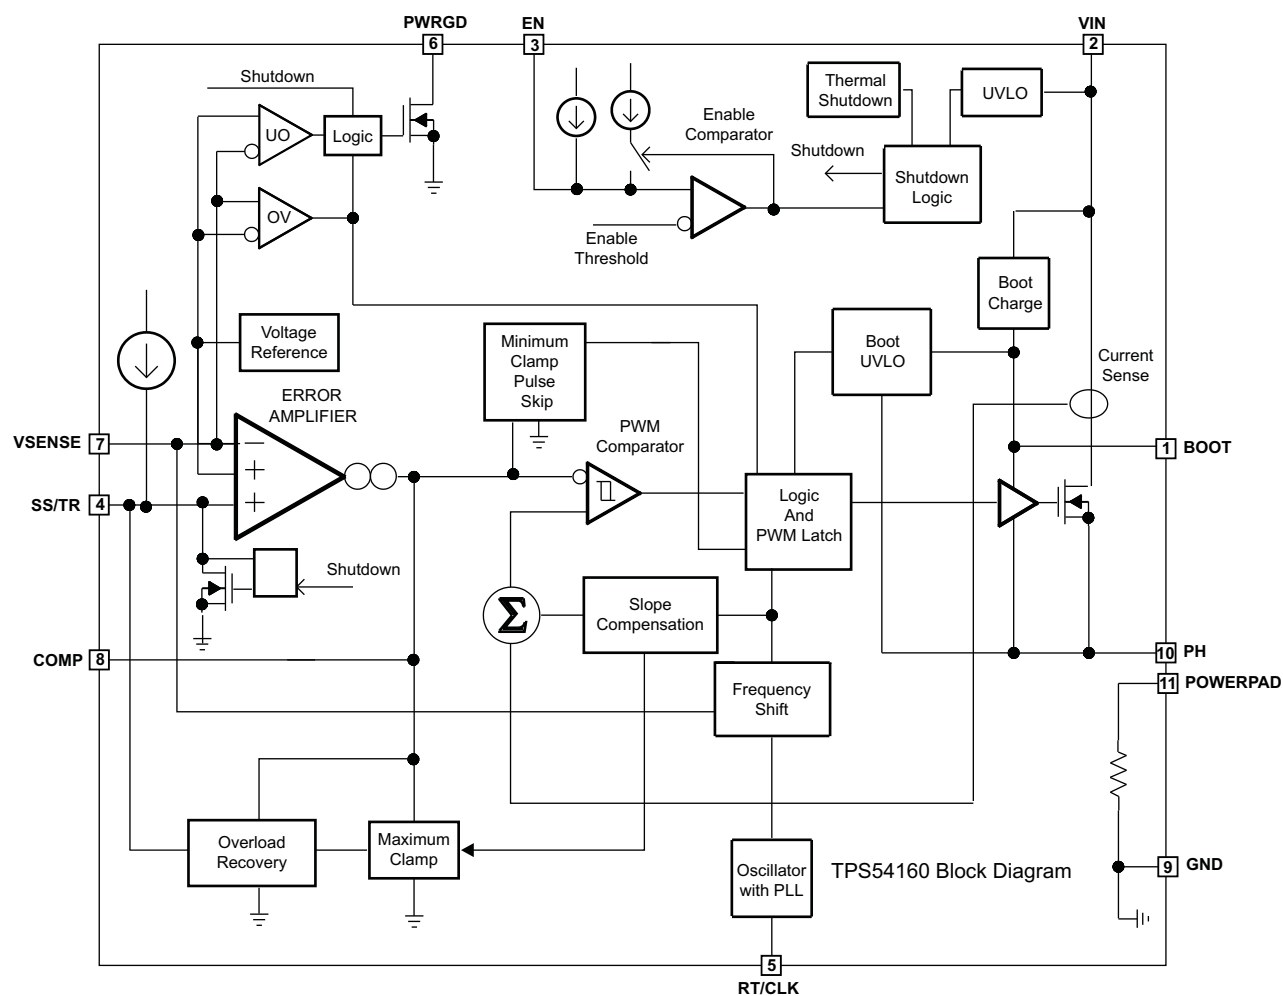 PWRGD
6
EN
3
VIN
2
Shutdown
UO
Logic
OV
Enable
Comparator
Enable
Threshold
Thermal
Shutdown
UVLO
Shutdown
Shutdown
Logic
Boot
Charge
Voltage
Reference
ERROR
AMPLIFIER
Minimum
Clamp
Pulse
Skip
Boot
UVLO
Current
Sense
VSENSE
7
−
+
+
PWM
Comparator
1
BOOT
SS/TR
4
Logic
And
PWM Latch
Shutdown
Σ
Slope
Compensation
COMP
8
10
PH
11
POWERPAD
Frequency
Shift
Overload
Recovery
Maximum
Clamp
Oscillator
with PLL
TPS54160 Block Diagram
9
GND
5
RT/CLK